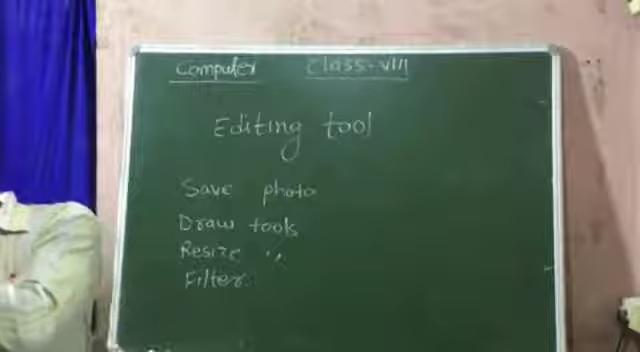 Computer Class-VIII
Editing tool
Save photo
Draw tools
Resize ,,
Filter